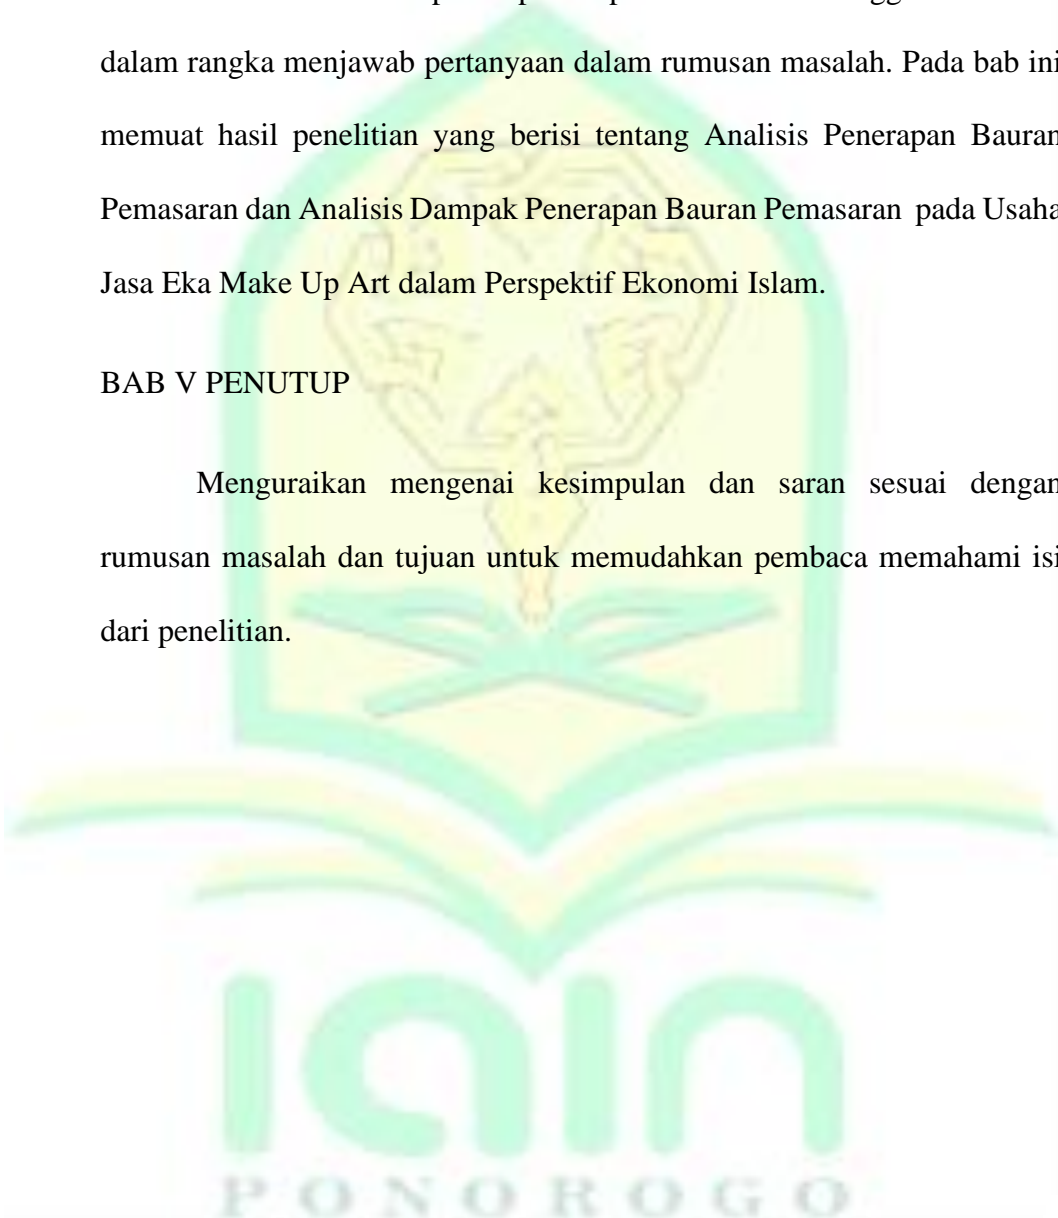 dalam rangka menjawab pertanyaan dalam rumusan masalah. Pada bab ini
memuat hasil penelitian yang berisi tentang Analisis Penerapan Bauran
Pemasaran dan Analisis Dampak Penerapan Bauran Pemasaran pada Usaha
Jasa Eka Make Up Art dalam Perspektif Ekonomi Islam.
BAB V PENUTUP
Menguraikan mengenai kesimpulan dan saran sesuai dengan
rumusan masalah dan tujuan untuk memudahkan pembaca memahami isi
dari penelitian.
iain
PONOROGO